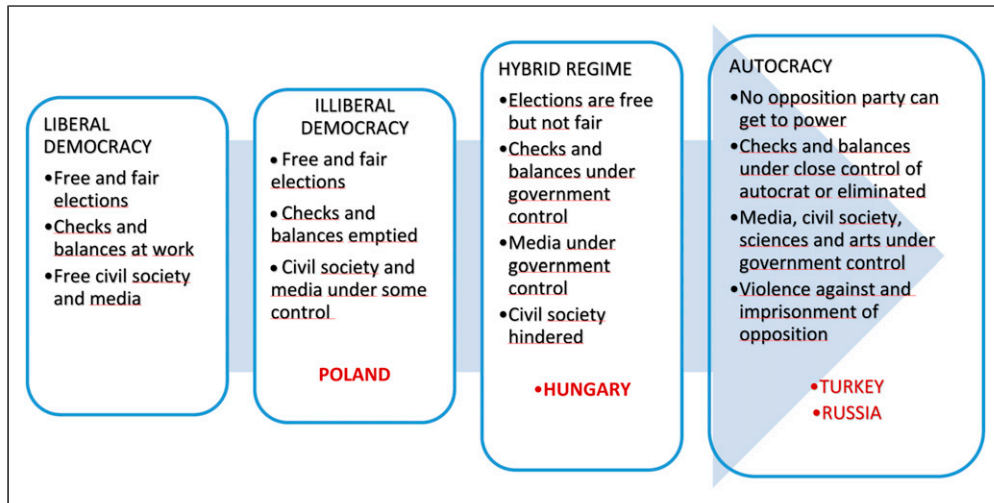 LIBERAL
DEMOCRACY
•Free and fair
elections
•Checks and
balances at work
•Free civil society
and media
ILLIBERAL
DEMOCRACY
• Free and fair
elections
• Checks and
balances emptied
• Civil society and
media under some
control
POLAND
HYBRID REGIME
•Elections are free
but not fair
•Checks and
balances under
government
control
•Media under
government
control
•Civil society
hindered
•HUNGARY
AUTOCRACY
•No opposition party can
get to power
•Checks and balances
under close control of
autocrat or eliminated
•Media, civil society,
sciences and arts under
government control
•Violence against and
imprisonment of
opposition
•TURKEY
•RUSSIA